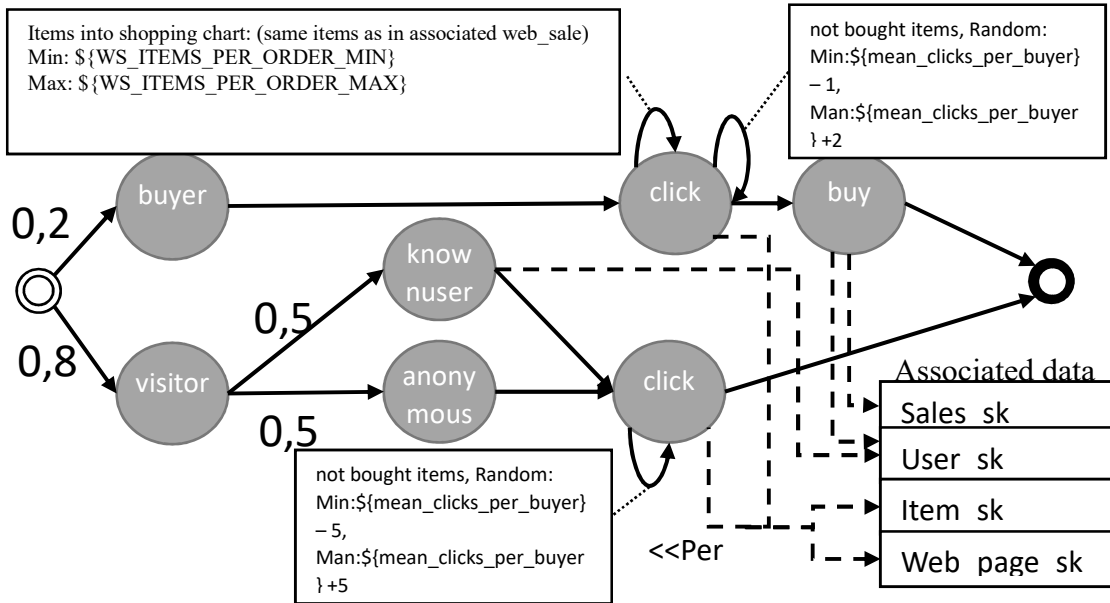 Items into shopping chart: (same items as in associated web_sale)
Min: ${WS_ITEMS_PER_ORDER_MIN}
Max: ${WS_ITEMS_PER_ORDER_MAX}
not bought items, Random:
Min:${mean_clicks_per_buyer}
– 1,
Man:${mean_clicks_per_buyer
} +2
buyer
click
buy
0,2
know
nuser
0,5
0,8
visitor
anony
mous
click
0,5
Associated data
Sales sk
User sk
Item sk
Web page sk
not bought items, Random:
Min:${mean_clicks_per_buyer}
– 5,
Man:${mean_clicks_per_buyer
} +5
<<Per